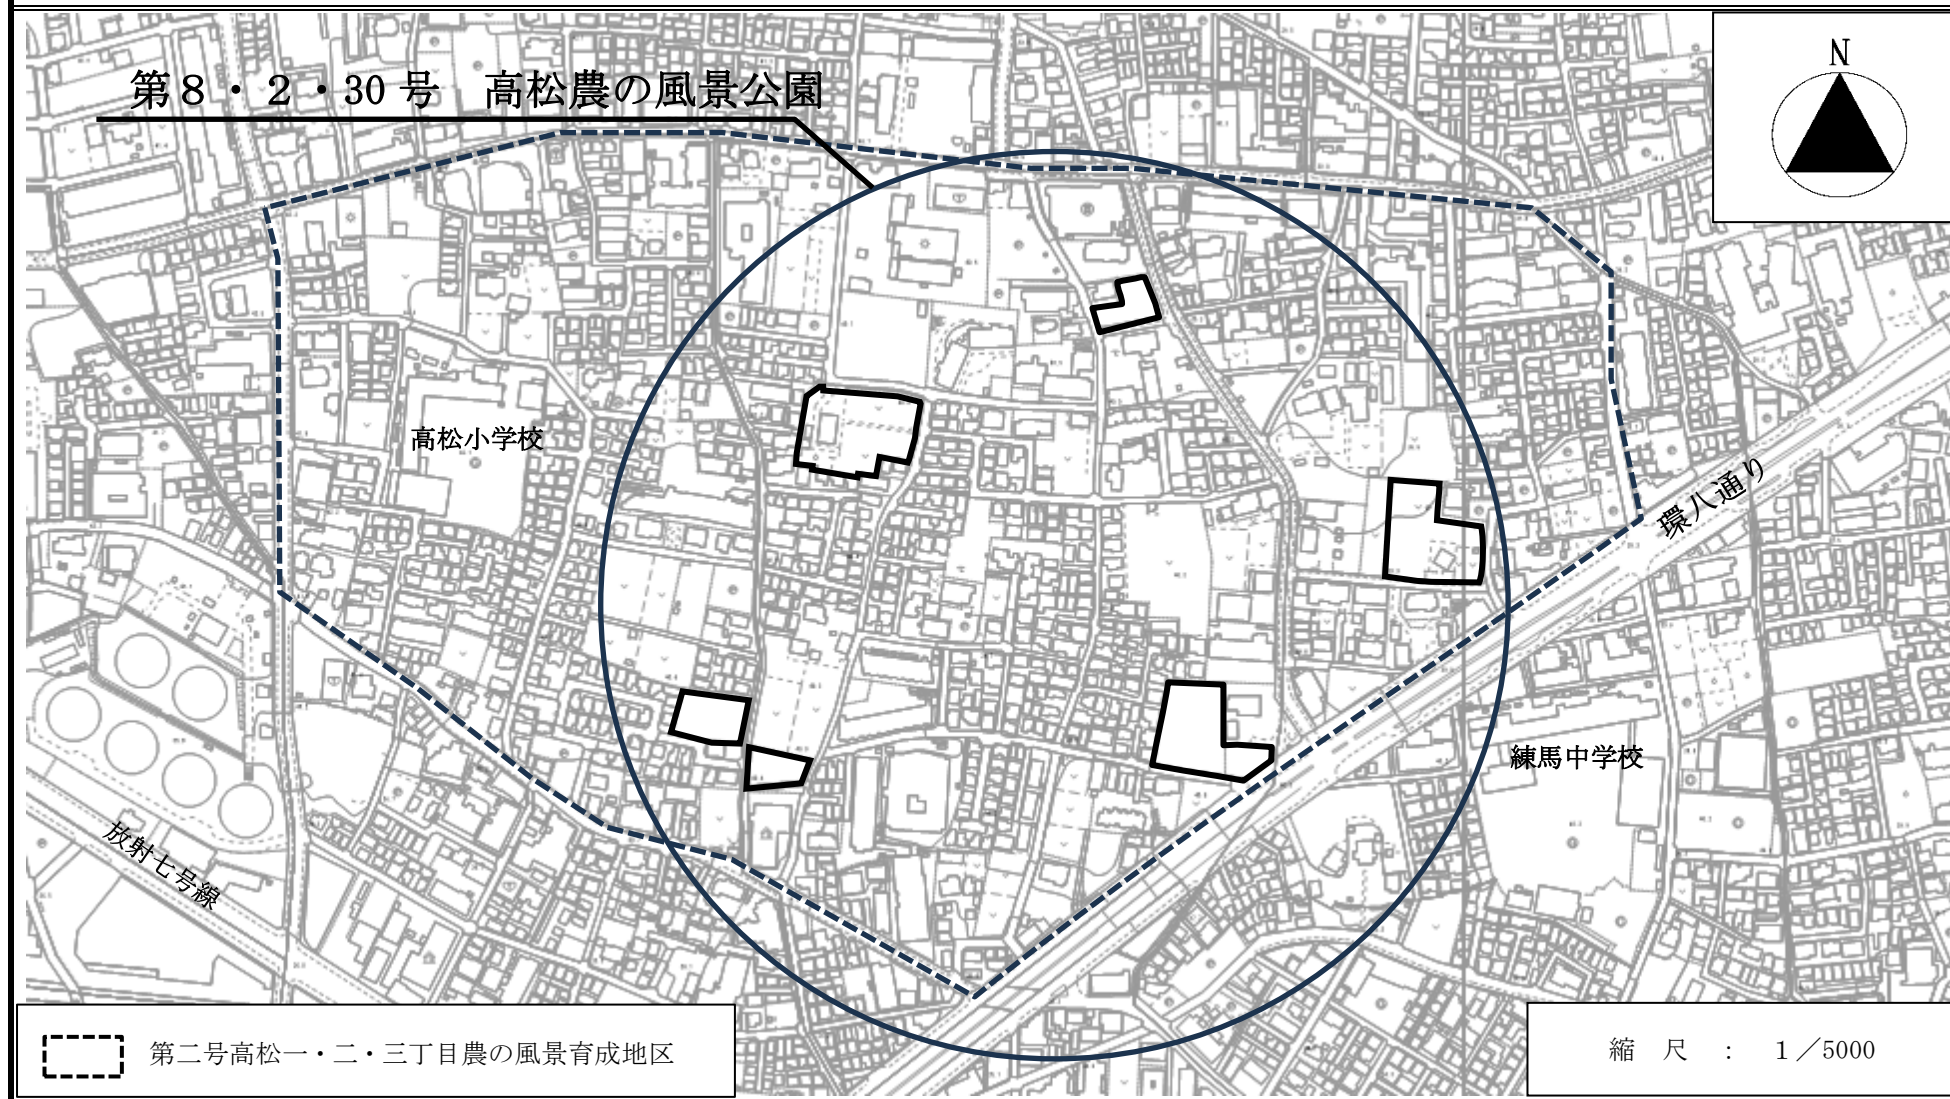 第８・２・30 号　高松農の風景公園
N
高松小学校
環八通り
練馬中学校
放射七号線
第二号高松一・二・三丁目農の風景育成地区
縮　尺　：　１／5000